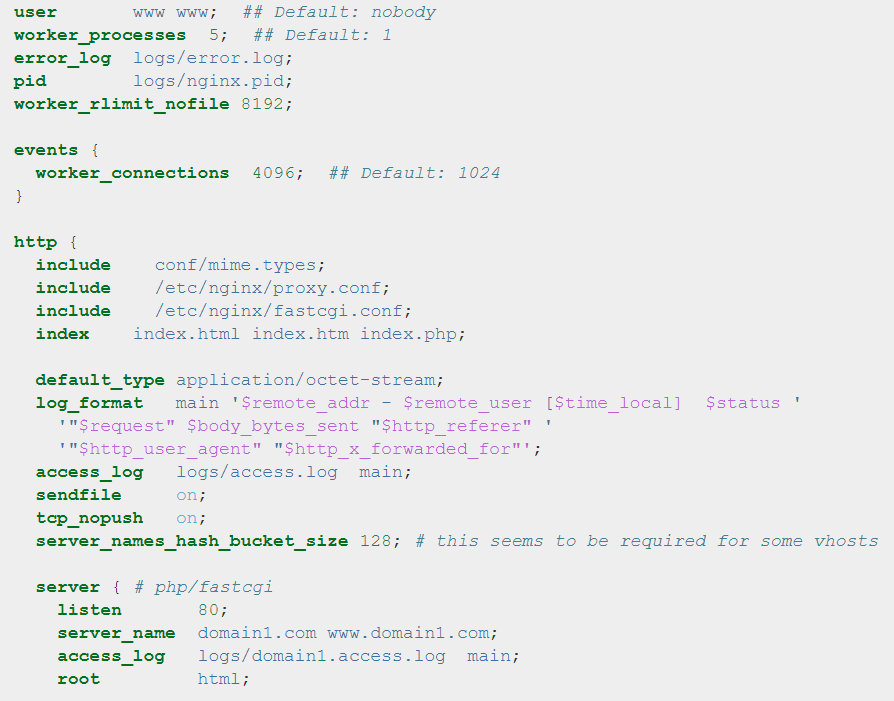 user       www www;  ## Default: nobody
worker_processes  5;  ## Default: 1
error_log  logs/error.log;
pid        logs/nginx.pid;
worker_rlimit_nofile 8192;

events {
  worker_connections  4096;  ## Default: 1024
}

http {
  include    conf/mime.types;
  include    /etc/nginx/proxy.conf;
  include    /etc/nginx/fastcgi.conf;
  index    index.html index.htm index.php;

  default_type application/octet-stream;
  log_format   main '$remote_addr - $remote_user [$time_local]  $status '
    '"$request" $body_bytes_sent "$http_referer" '
    '"$http_user_agent" "$http_x_forwarded_for"';
  access_log   logs/access.log  main;
  sendfile     on;
  tcp_nopush   on;
  server_names_hash_bucket_size 128; # this seems to be required for some vhosts

  server { # php/fastcgi
    listen       80;
    server_name  domain1.com www.domain1.com;
    access_log   logs/domain1.access.log  main;
    root         html;